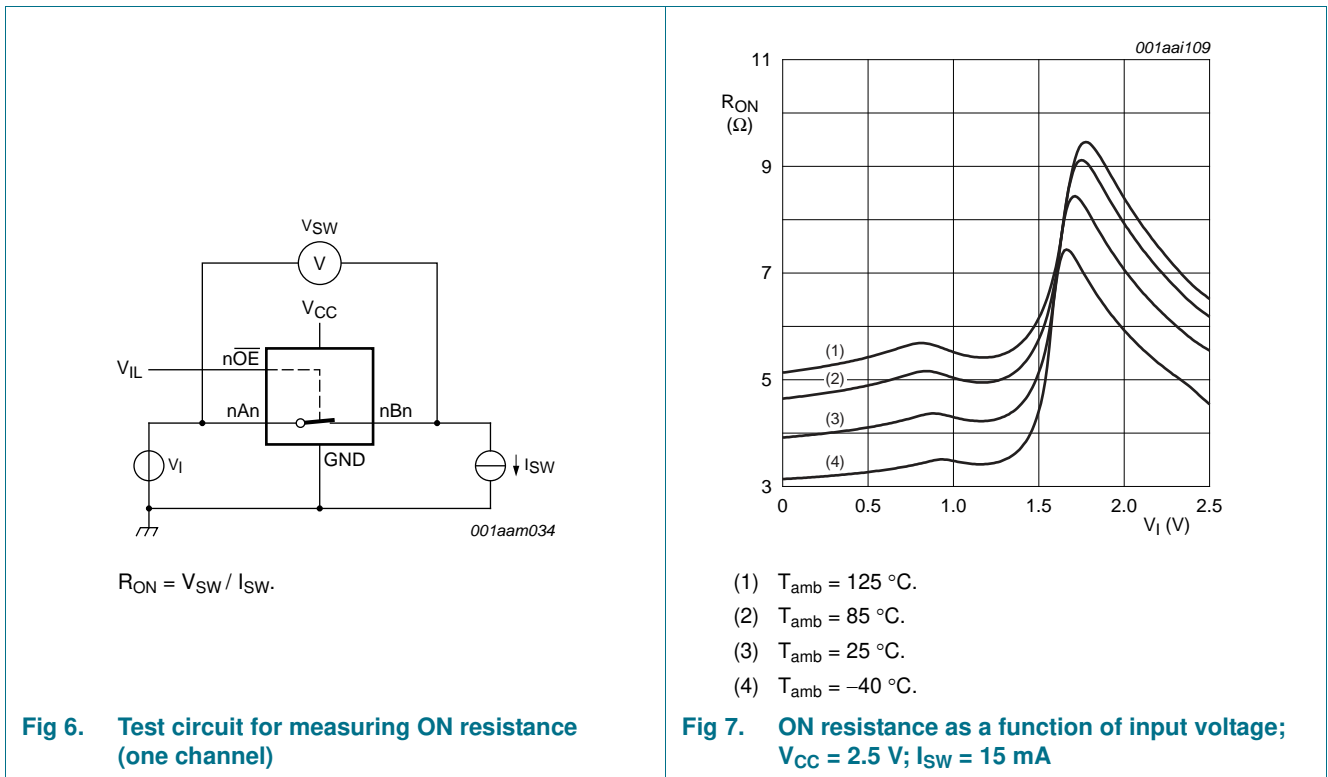 VSW
V
VCC
VIL
nOE
nAn
nBn
VI
GND
ISW
001aam034
RON = VSW / ISW.
Fig 6. Test circuit for measuring ON resistance
(one channel)
001aai109
11
RON
(Ω)
9
7
5
3
(1)
(2)
(3)
(4)
0
0.5
1.0
1.5
2.0
2.5
VI (V)
(1) Tamb = 125 °C.
(2) Tamb = 85 °C.
(3) Tamb = 25 °C.
(4) Tamb = −40 °C.
Fig 7. ON resistance as a function of input voltage;
VCC = 2.5 V; ISW = 15 mA